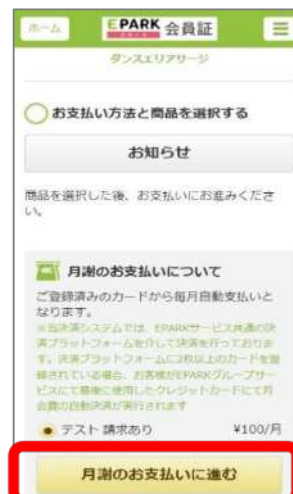 ホーム
EPARK 会員証
ダンスエリアサージ
お支払い方法と商品を選択する
お知らせ
商品を選択した後、お支払いにお進みくださ
い。
月謝のお支払いについて
ご登録済みのカードから毎月自動支払いと
なります。
※当決済システムでは、EPARKサービス共通の決
済プラットフォームを介して決済を行っておりま
す。決済プラットフォームに2枚以上のカードを登
録されている場合、お客様がEPARKグループサー
ビスにて最後に使用したクレジットカードにて月
会費の自動決済が実行されます
テスト 請求あり ¥100/月
月謝のお支払いに進む